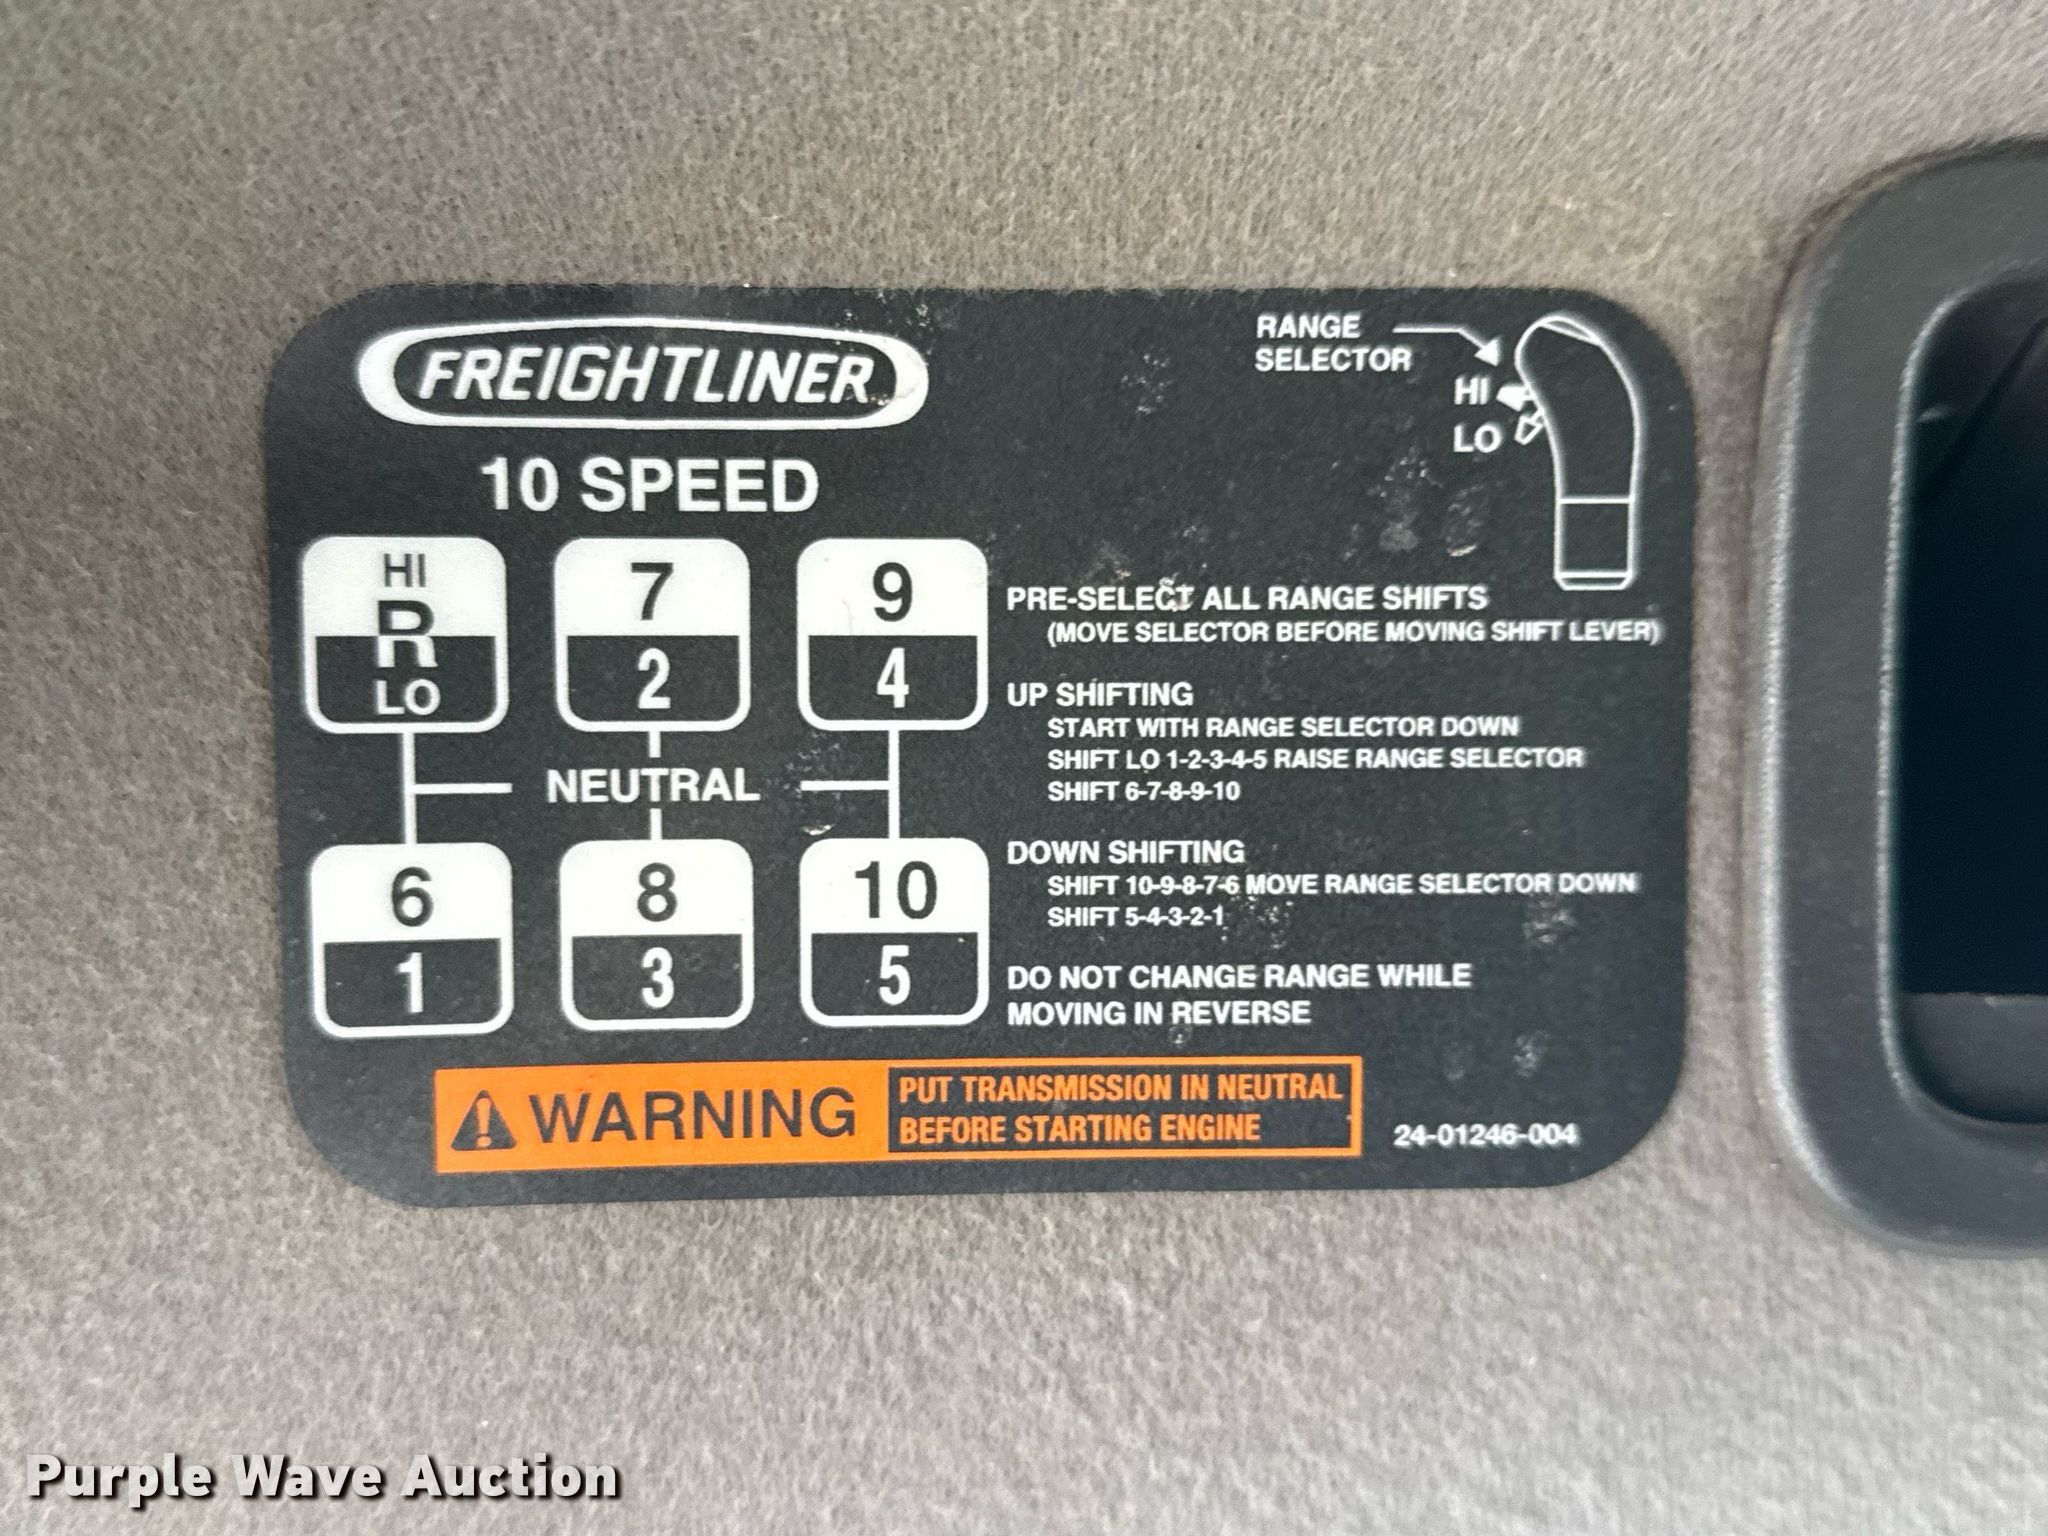 FREIGHTLINER
10 SPEED
RANGE
SELECTOR
HI
LO
HI
R
LO
7
2
9
4
NEUTRAL
6
1
8
3
10
5
PRE-SELECT ALL RANGE SHIFTS
(MOVE SELECTOR BEFORE MOVING SHIFT LEVER)
UP SHIFTING
START WITH RANGE SELECTOR DOWN
SHIFT LO 1-2-3-4-5 RAISE RANGE SELECTOR
SHIFT 6-7-8-9-10
DOWN SHIFTING
SHIFT 10-9-8-7-6 MOVE RANGE SELECTOR DOWN
SHIFT 5-4-3-2-1
DO NOT CHANGE RANGE WHILE
MOVING IN REVERSE
WARNING
PUT TRANSMISSION IN NEUTRAL
BEFORE STARTING ENGINE
24-01246-004
Purple Wave Auction